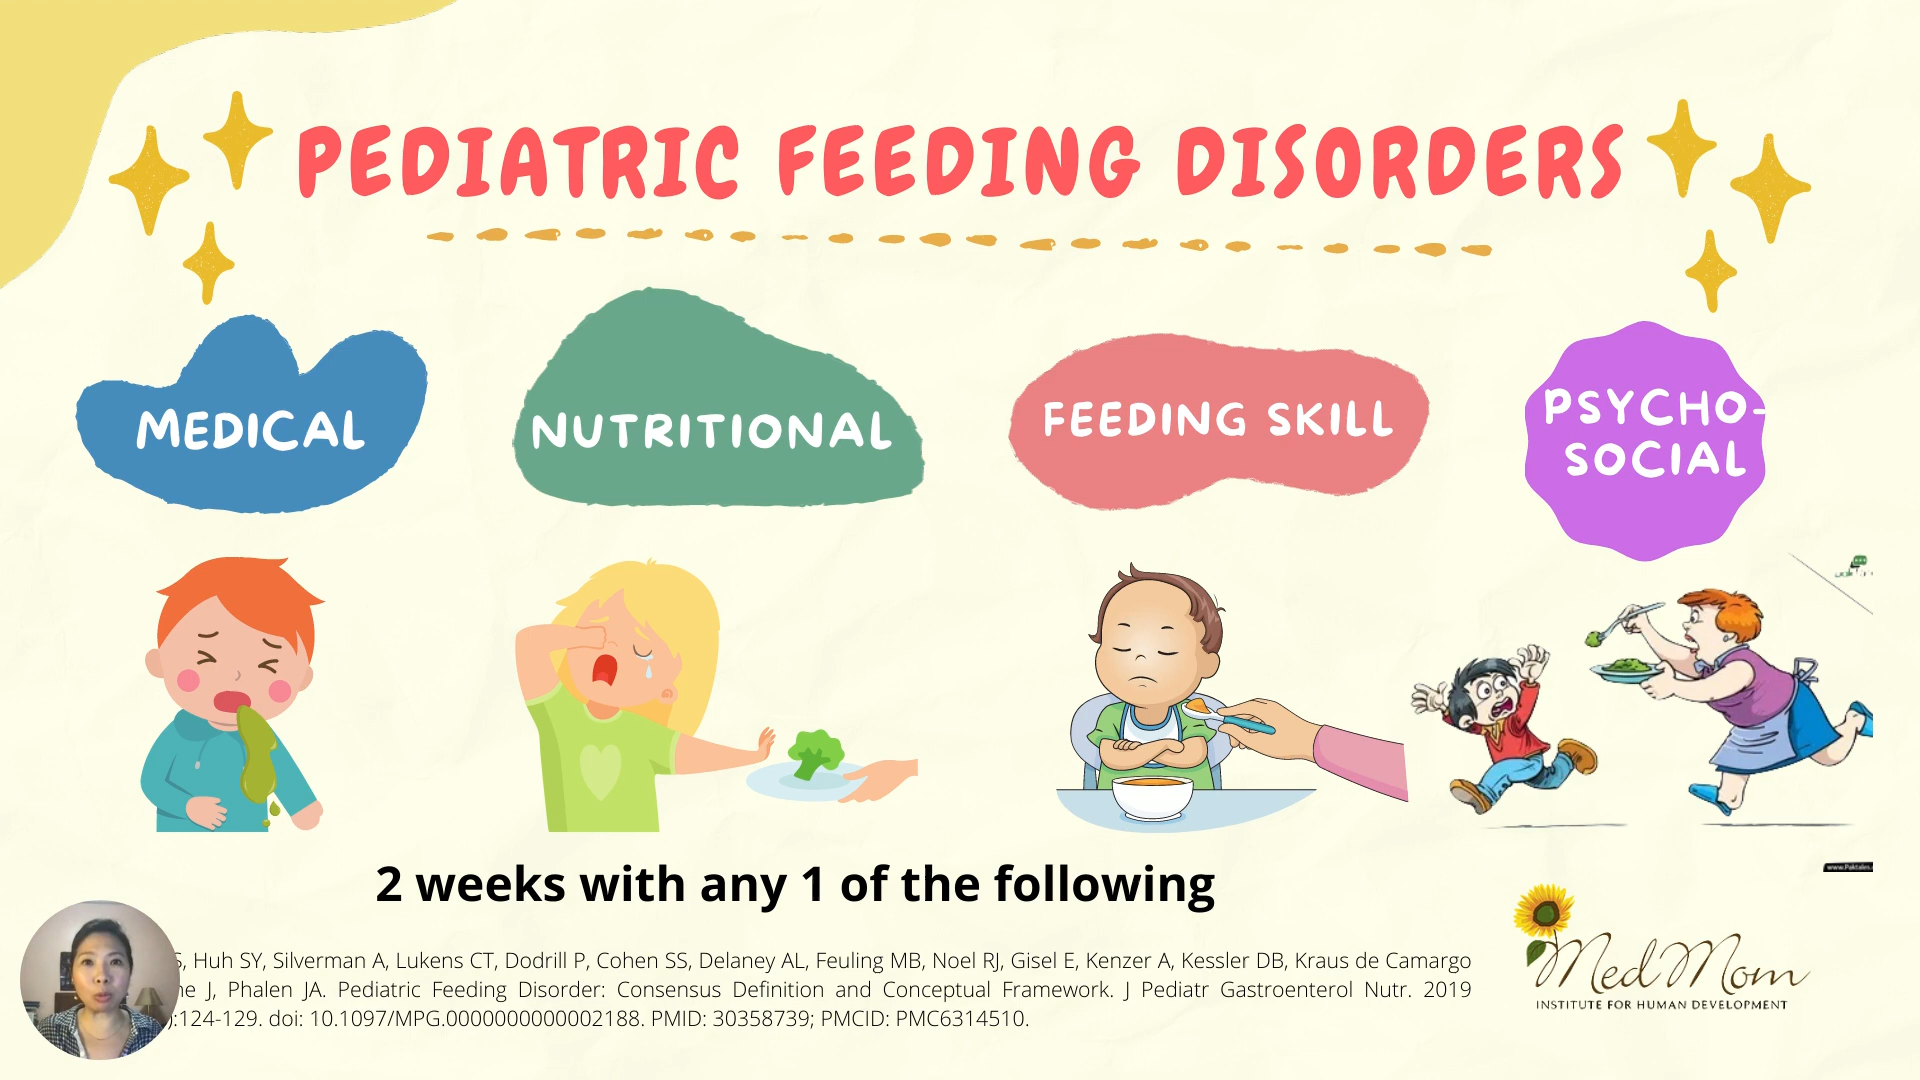 PEDIATRIC FEEDING DISORDERS
MEDICAL
NUTRITIONAL
FEEDING SKILL
PSYCHO-
SOCIAL
2 weeks with any 1 of the following
S, Huh SY, Silverman A, Lukens CT, Dodrill P, Cohen SS, Delaney AL, Feuling MB, Noel RJ, Gisel E, Kenzer A, Kessler DB, Kraus de Camargo
J, Phalen JA. Pediatric Feeding Disorder: Consensus Definition and Conceptual Framework. J Pediatr Gastroenterol Nutr. 2019
):124-129. doi: 10.1097/MPG.0000000000002188. PMID: 30358739; PMCID: PMC6314510.
MedMom
INSTITUTE FOR HUMAN DEVELOPMENT